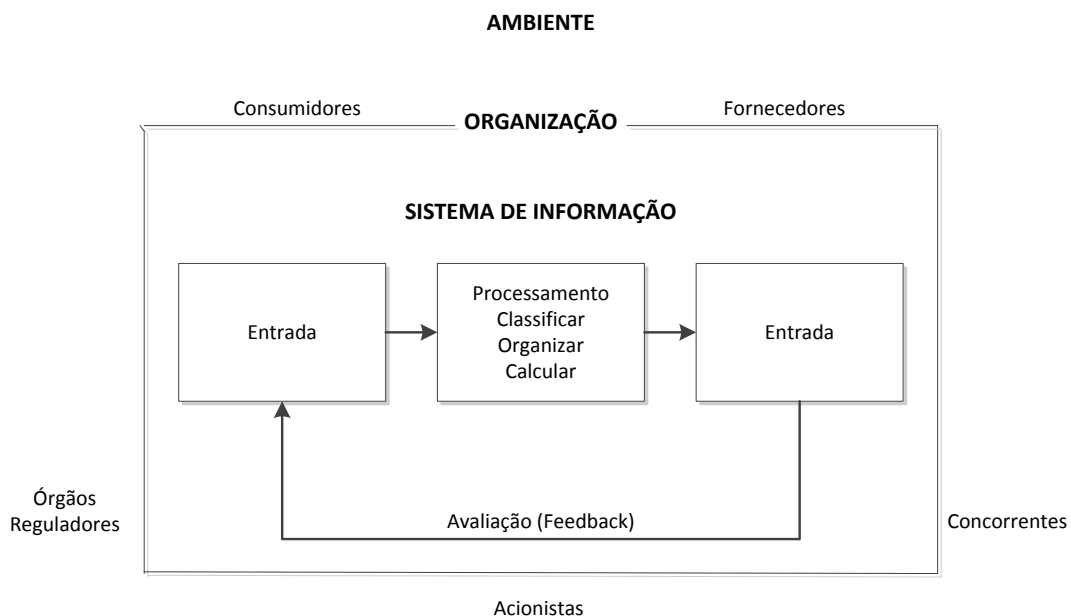 AMBIENTE
Consumidores
Fornecedores
ORGANIZAÇÃO
SISTEMA DE INFORMAÇÃO
Entrada
Processamento
Classificar
Organizar
Calcular
Entrada
Órgãos
Reguladores
Avaliação (Feedback)
Concorrentes
Acionistas